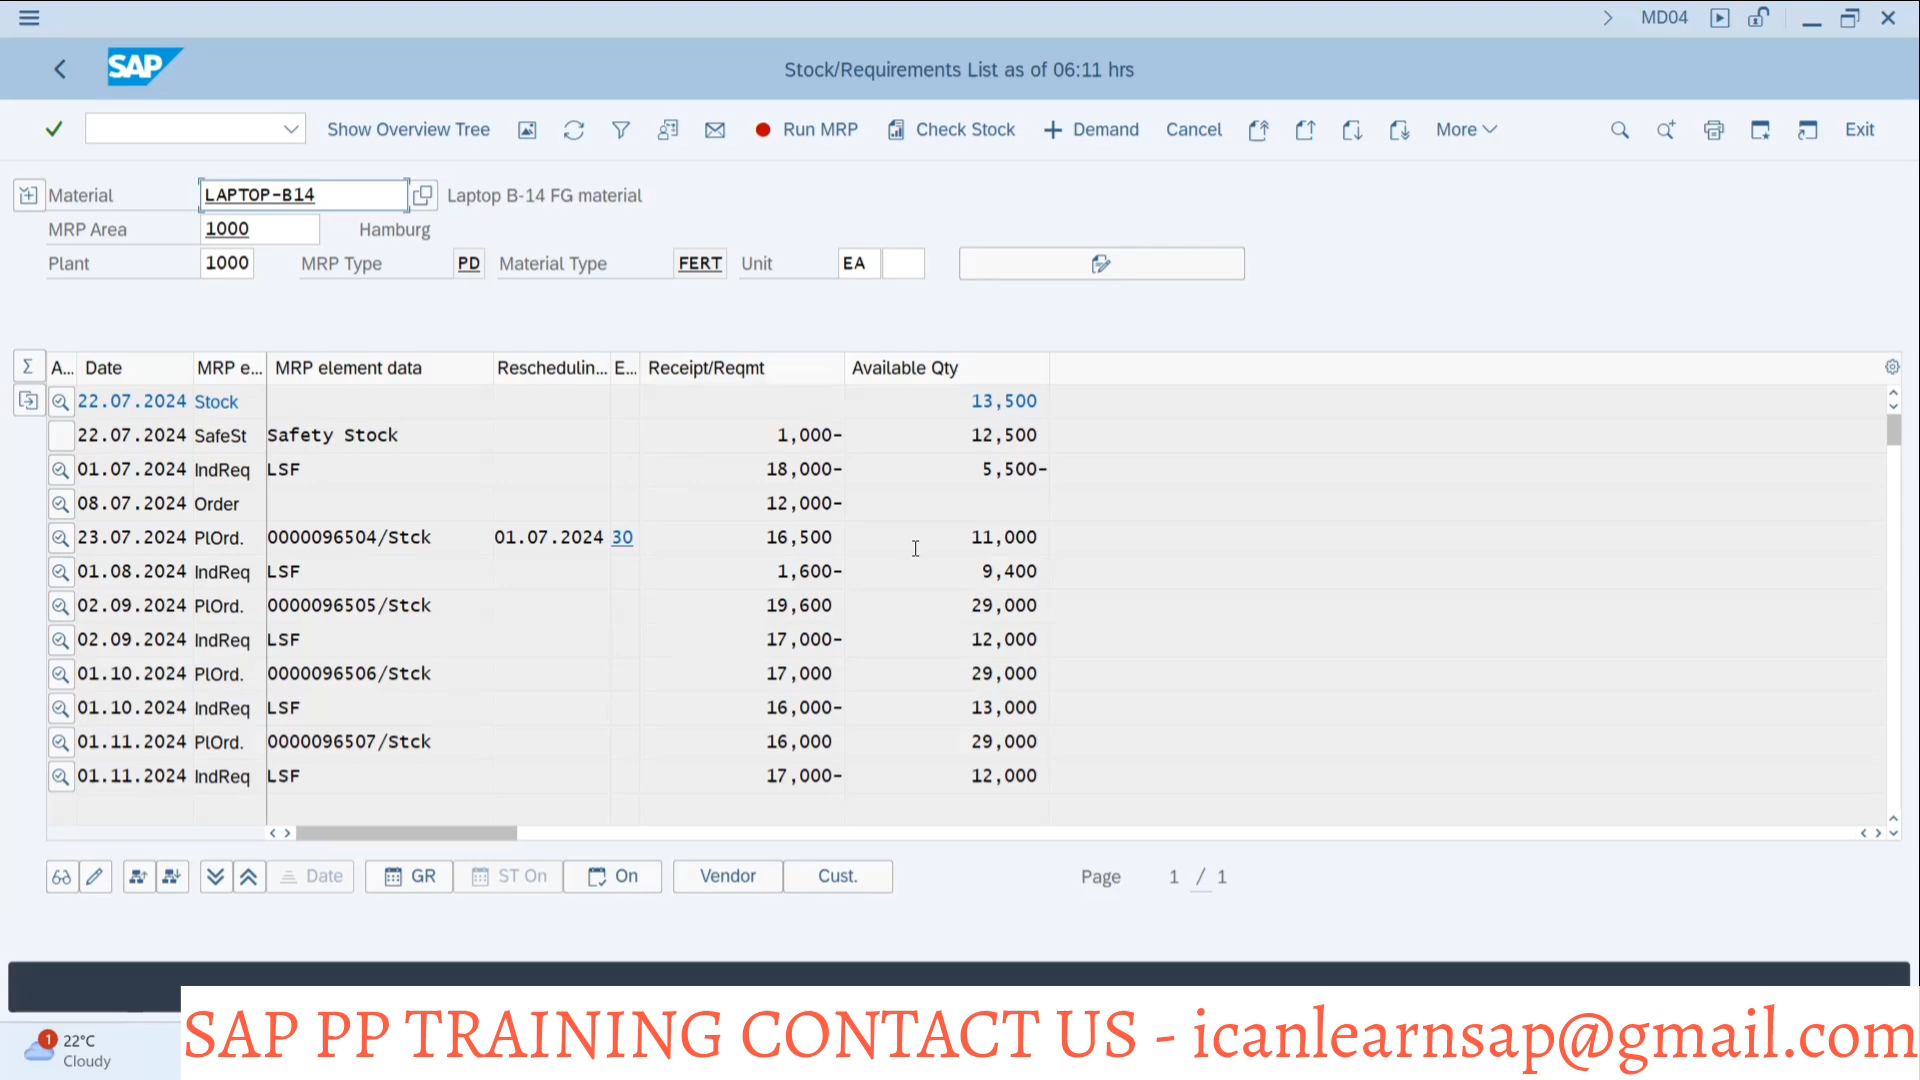 MD04
SAP
Stock/Requirements List as of 06:11 hrs
Show Overview Tree Run MRP Check Stock Demand Cancel More Exit
Material LAPTOP-B14 Laptop B-14 FG material
MRP Area 1000 Hamburg
Plant 1000 MRP Type PD Material Type FERT Unit EA
A... Date MRP e... MRP element data Reschedulin... E... Receipt/Reqmt Available Qty
22.07.2024 Stock 13,500
22.07.2024 SafeSt Safety Stock 1,000- 12,500
01.07.2024 IndReq LSF 18,000- 5,500-
08.07.2024 Order 12,000-
23.07.2024 PlOrd. 0000096504/Stck 01.07.2024 30 16,500 11,000
01.08.2024 IndReq LSF 1,600- 9,400
02.09.2024 PlOrd. 0000096505/Stck 19,600 29,000
02.09.2024 IndReq LSF 17,000- 12,000
01.10.2024 PlOrd. 0000096506/Stck 17,000 29,000
01.10.2024 IndReq LSF 16,000- 13,000
01.11.2024 PlOrd. 0000096507/Stck 16,000 29,000
01.11.2024 IndReq LSF 17,000- 12,000
Date GR ST On On Vendor Cust. Page 1 / 1
1 22°C
Cloudy
SAP PP TRAINING CONTACT US - icanlearnsap@gmail.com